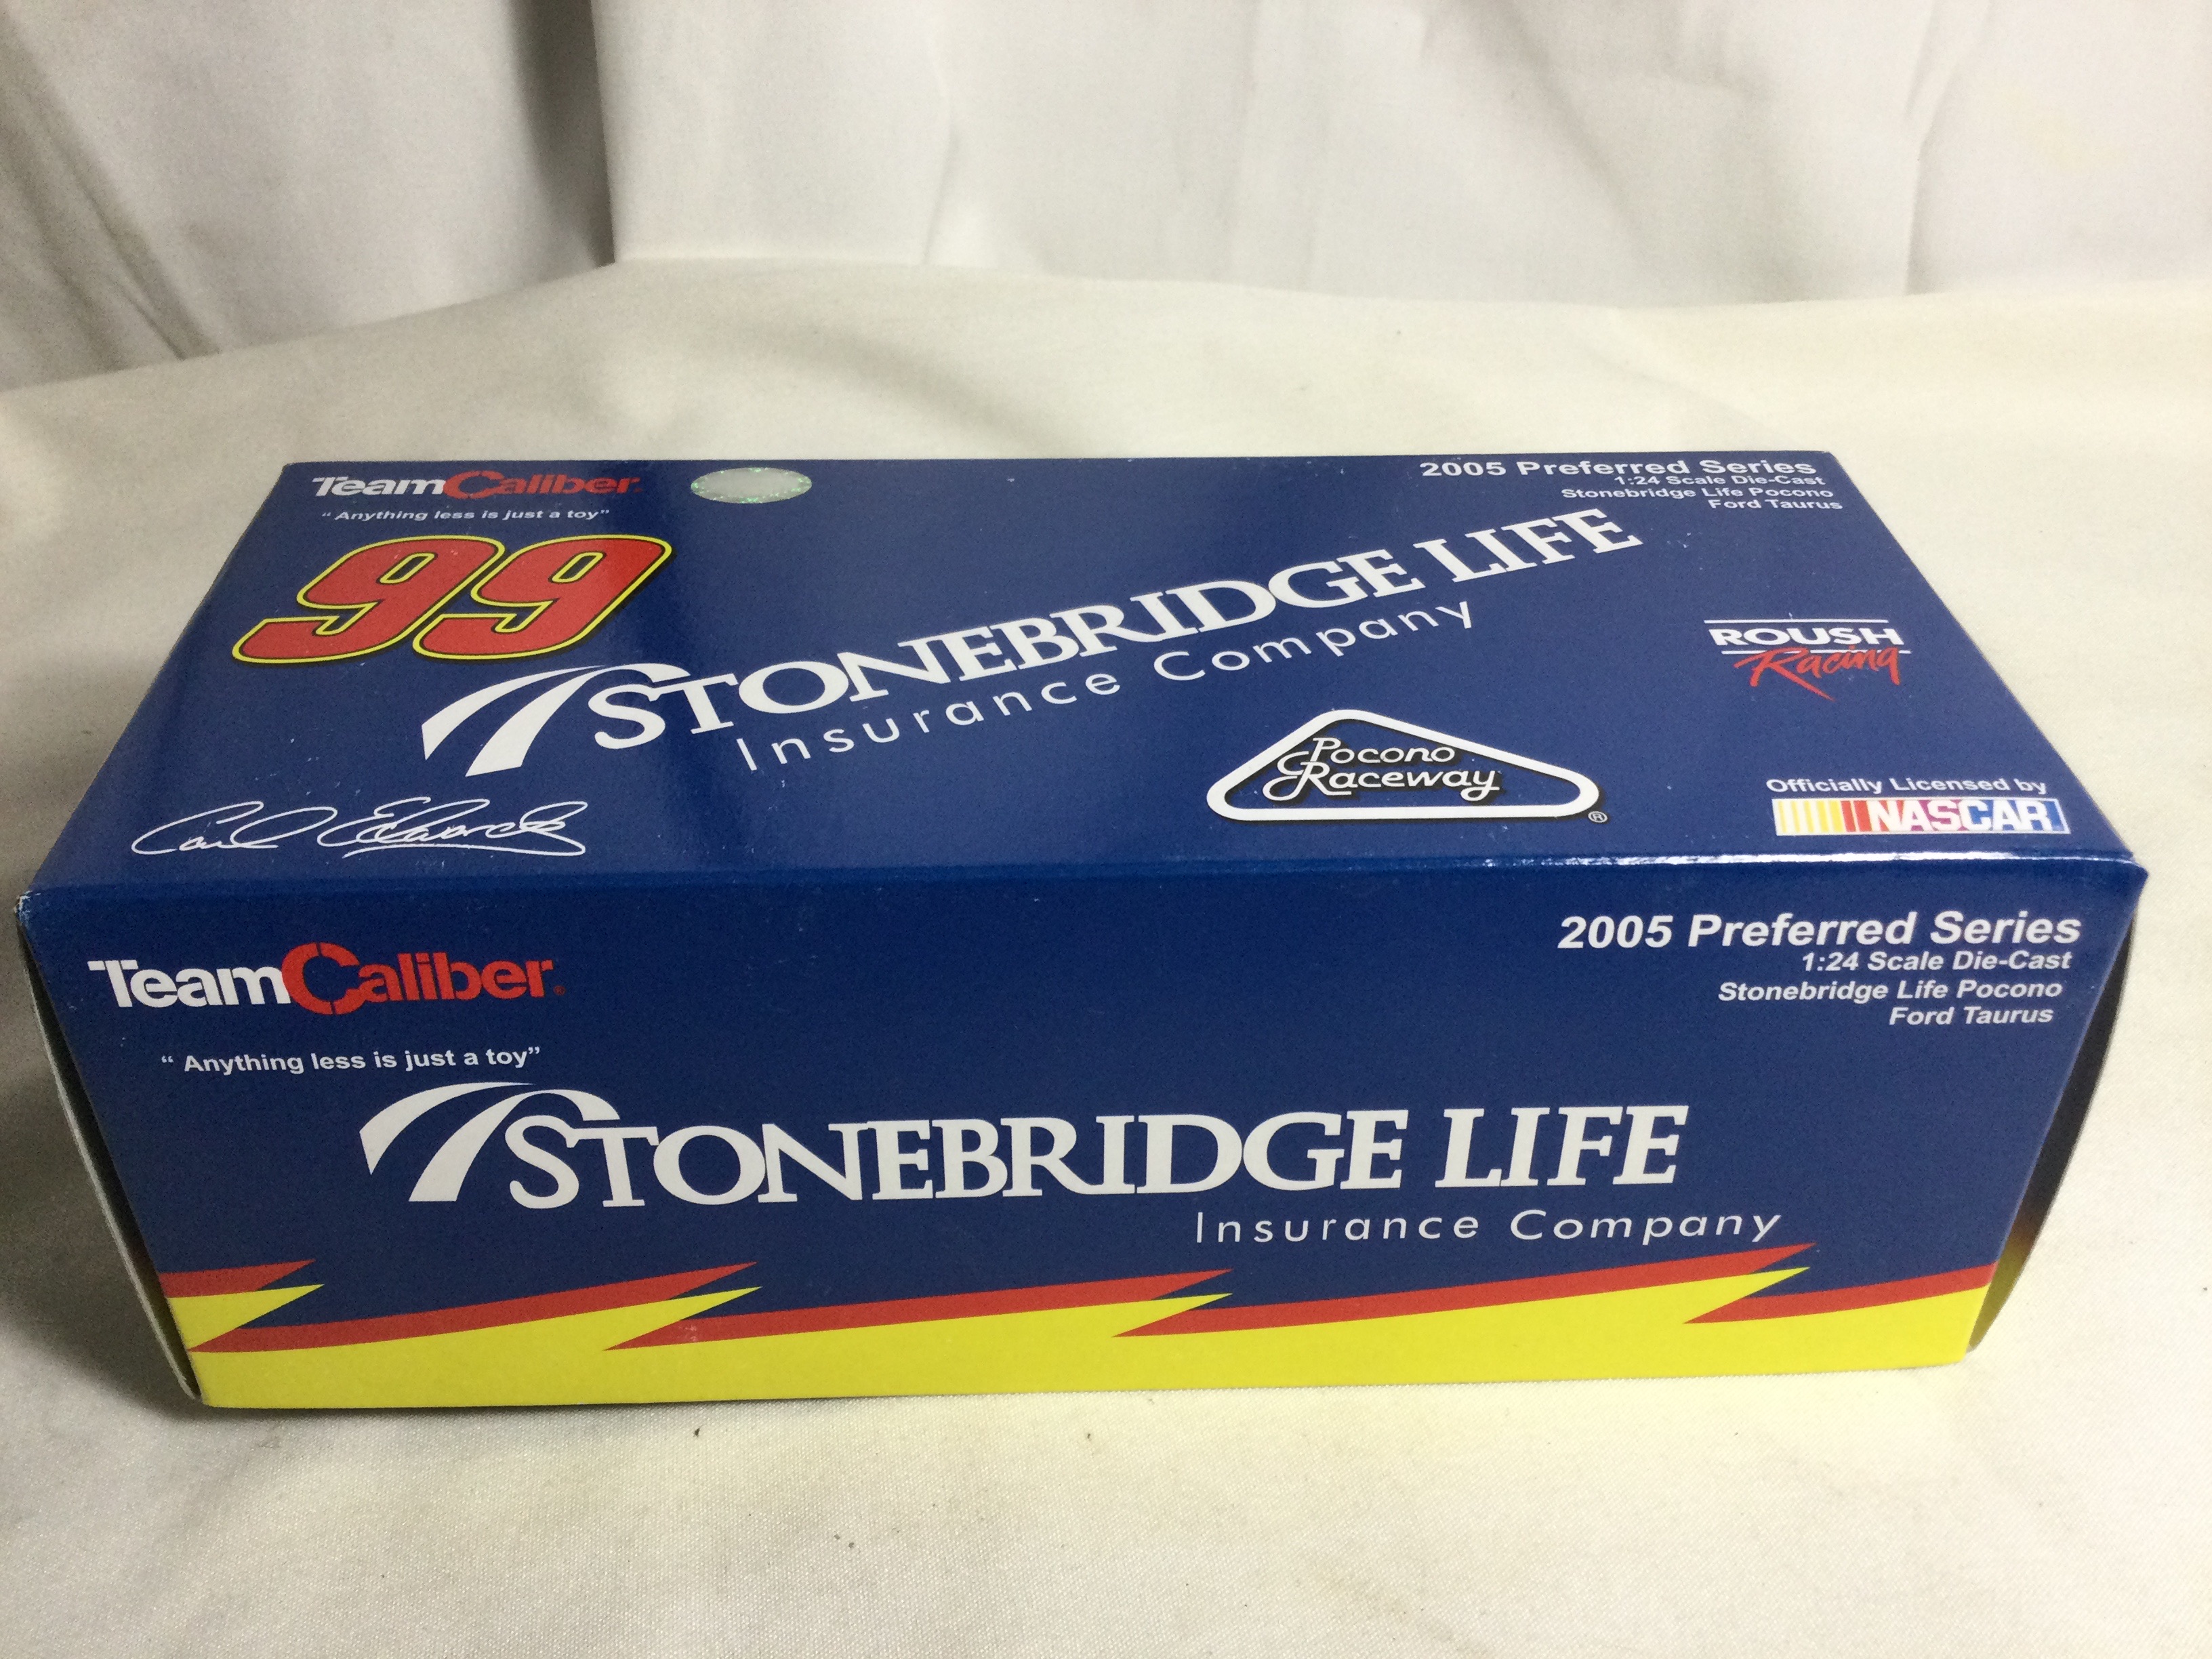 TeamCaliber
"Anything less is just a toy"
2005 Preferred Series
1:24 Scale Die-Cast
Stonebridge Life Pocono
Ford Taurus
99
STONEBRIDGE LIFE
Insurance Company
ROUSH
Racing
Pocono
Raceway
®
Carl Edwards
Officially Licensed by
NASCAR
TeamCaliber
2005 Preferred Series
1:24 Scale Die-Cast
Stonebridge Life Pocono
Ford Taurus
"Anything less is just a toy"
STONEBRIDGE LIFE
Insurance Company